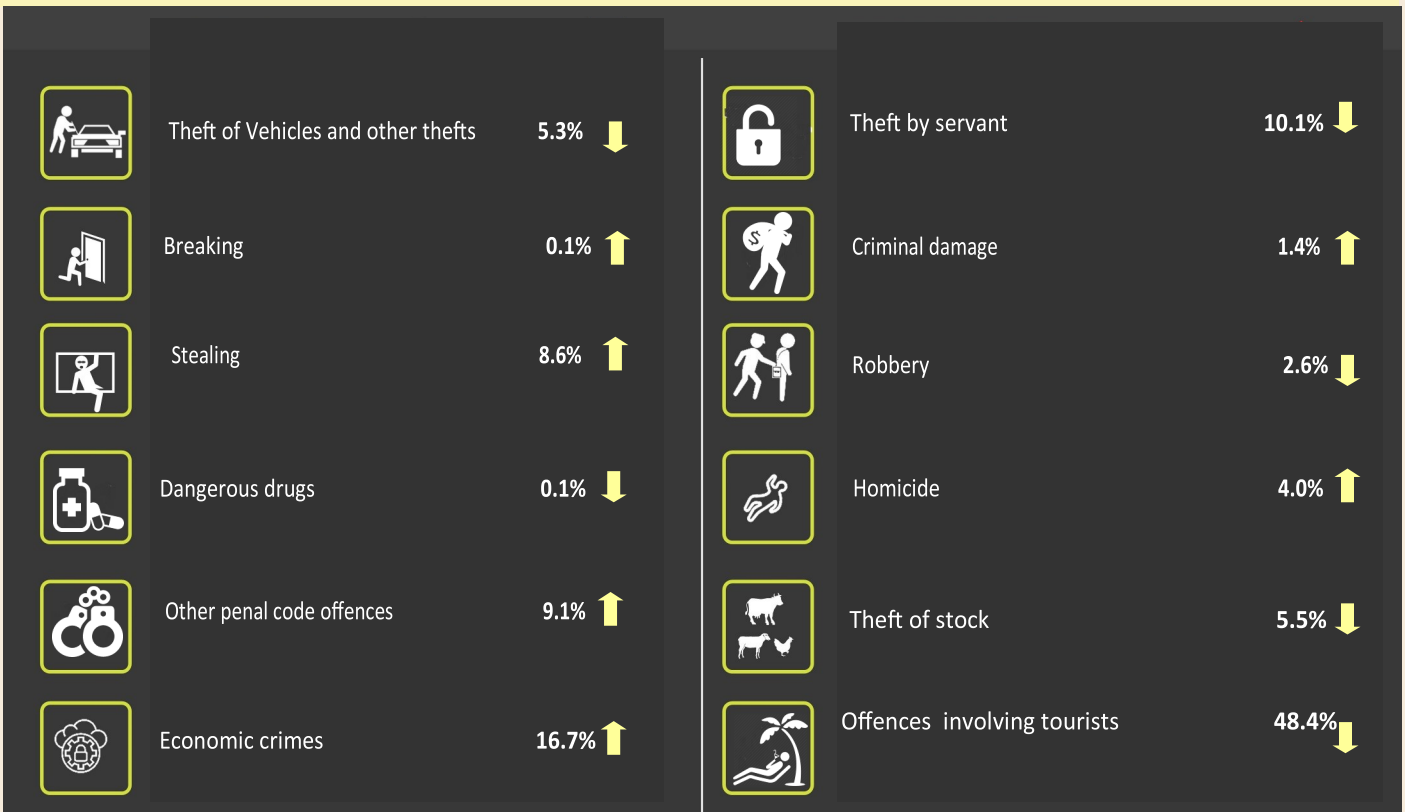 Theft of Vehicles and other thefts 5.3%
Breaking 0.1%
Stealing 8.6%
Dangerous drugs 0.1%
Other penal code offences 9.1%
Economic crimes 16.7%
Theft by servant 10.1%
$
Criminal damage 1.4%
Robbery 2.6%
Homicide 4.0%
Theft of stock 5.5%
Offences involving tourists 48.4%